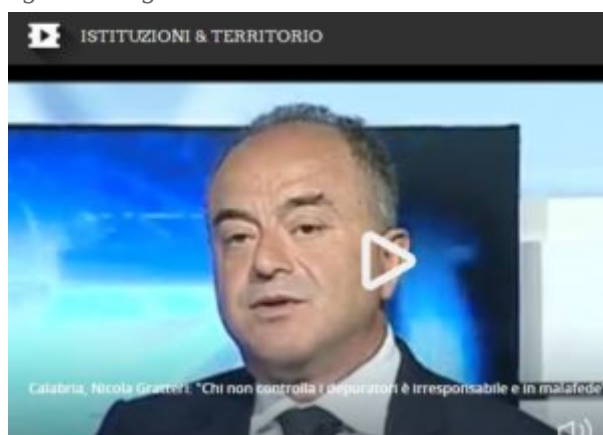 ISTITUZIONI & TERRITORIO
Calabria, Nicola Gratteri: "Chi non controlla i depuratori è irresponsabile e in malafede